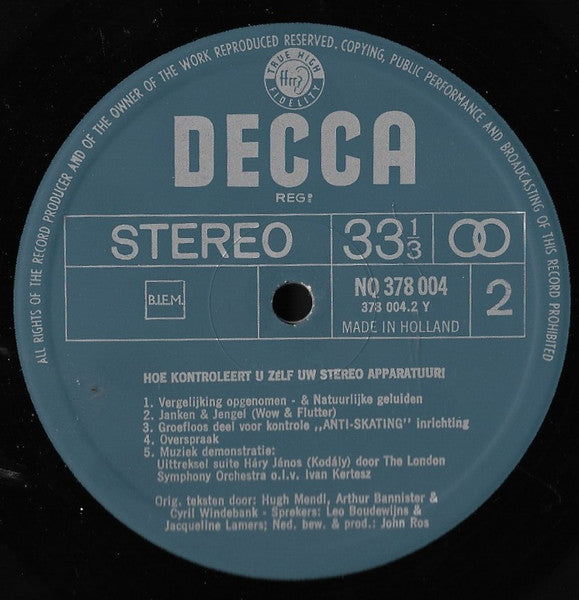 ALL RIGHTS OF THE RECORD PRODUCER AND OF THE OWNER OF THE WORK REPRODUCED RESERVED. COPYING, PUBLIC PERFORMANCE AND BROADCASTING OF THIS RECORD PROHIBITED
TRUE HIGH
ffrr
FIDELITY
DECCA
REGD
STEREO
33 1/3
B.I.E.M.
NQ 378 004
378 004.2 Y
MADE IN HOLLAND
2
HOE KONTROLEERT U ZÉLF UW STEREO APPARATUUR!
1. Vergelijking opgenomen - & Natuurlijke geluiden
2. Janken & Jengel (Wow & Flutter)
3. Groefloos deel voor kontrole „ANTI-SKATING" inrichting
4. Overspraak
5. Muziek demonstratie:
Uittreksel suite Háry János (Kodály) door The London
Symphony Orchestra o.l.v. Ivan Kertesz
Orig. teksten door: Hugh Mendl, Arthur Bannister &
Cyril Windebank - Sprekers: Leo Boudewijns &
Jacqueline Lamers; Ned. bew. & prod.: John Ros